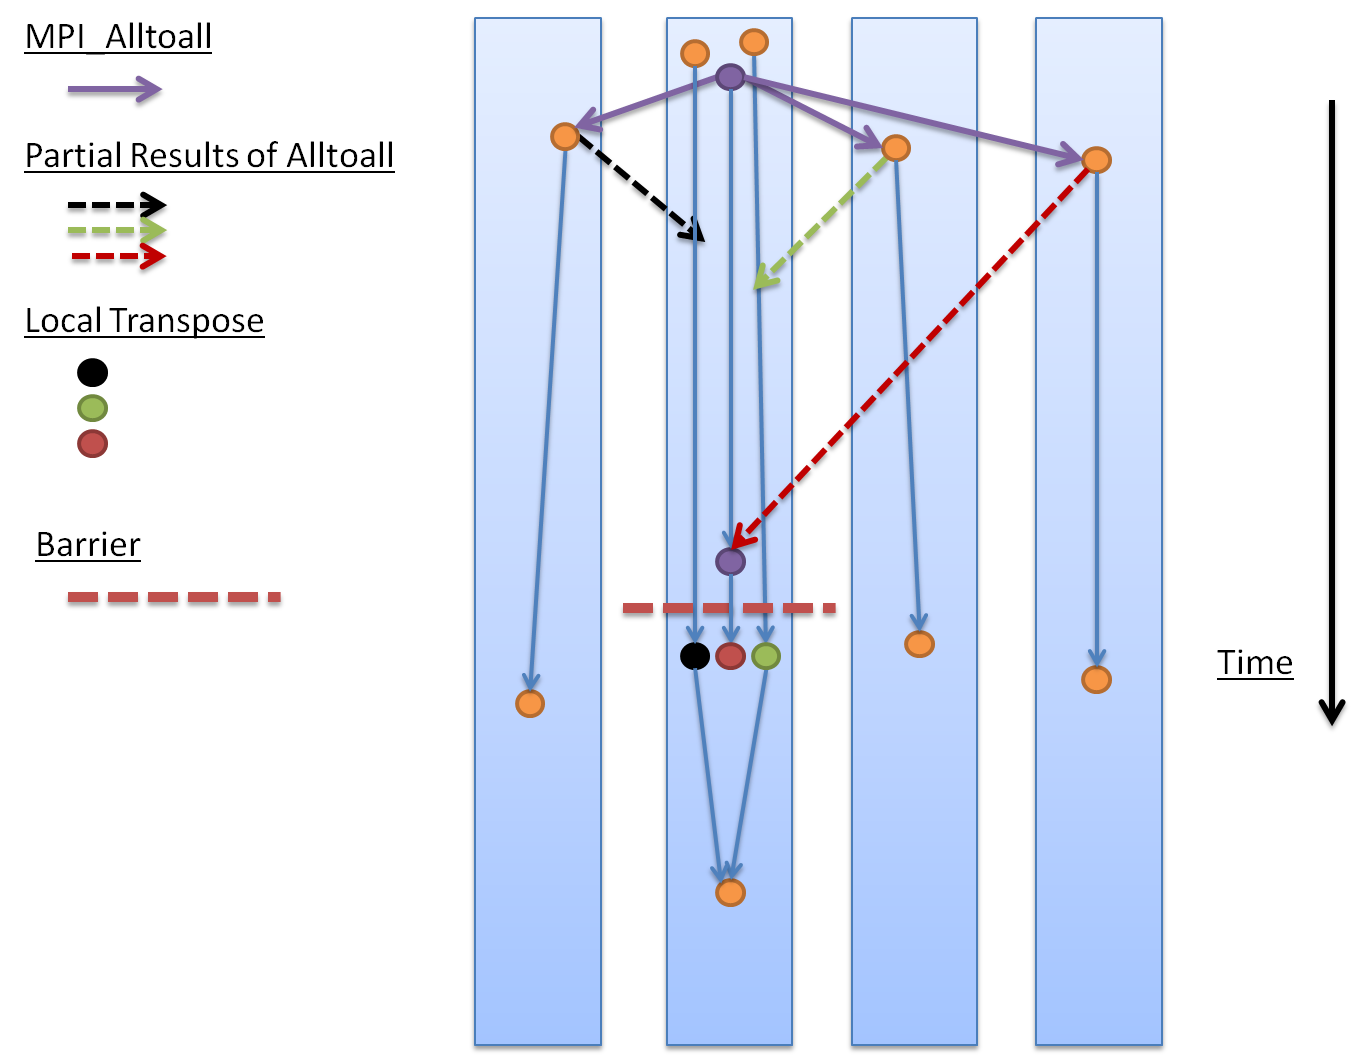 MPI_Alltoall
Partial Results of Alltoall
Local Transpose
Barrier
Time